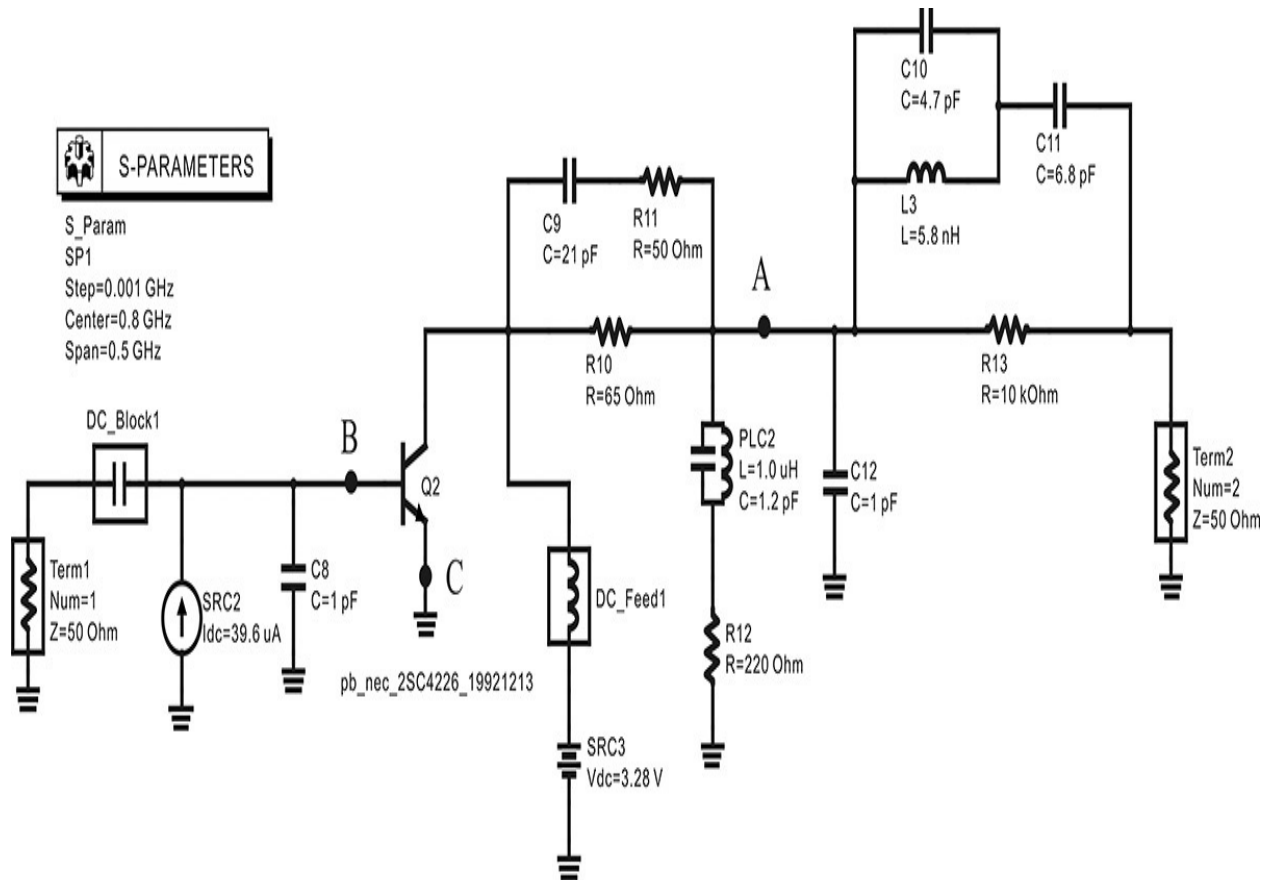 S-PARAMETERS
S_Param
SP1
Step=0.001 GHz
Center=0.8 GHz
Span=0.5 GHz
DC_Block1
Term1
Num=1
Z=50 Ohm
SRC2
Idc=39.6 uA
C8
C=1 pF
B
Q2
C
pb_nec_2SC4226_19921213
C9
C=21 pF
R11
R=50 Ohm
R10
R=65 Ohm
DC_Feed1
SRC3
Vdc=3.28 V
A
PLC2
L=1.0 uH
C=1.2 pF
R12
R=220 Ohm
C12
C=1 pF
C10
C=4.7 pF
L3
L=5.8 nH
C11
C=6.8 pF
R13
R=10 kOhm
Term2
Num=2
Z=50 Ohm